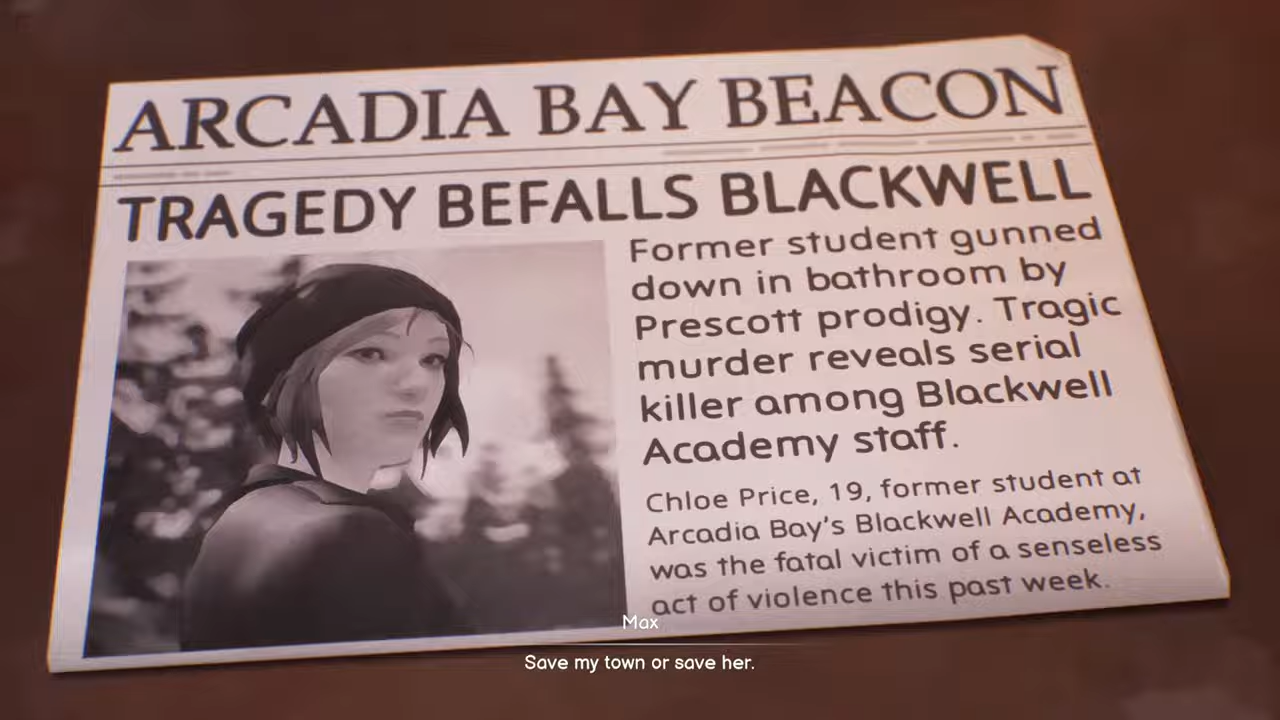 ARCADIA BAY BEACON
TRAGEDY BEFALLS BLACKWELL
Former student gunned
down in bathroom by
Prescott prodigy. Tragic
murder reveals serial
killer among Blackwell
Academy staff.
Chloe Price, 19, former student at
Arcadia Bay's Blackwell Academy,
was the fatal victim of a senseless
act of violence this past week.
Max
Save my town or save her.